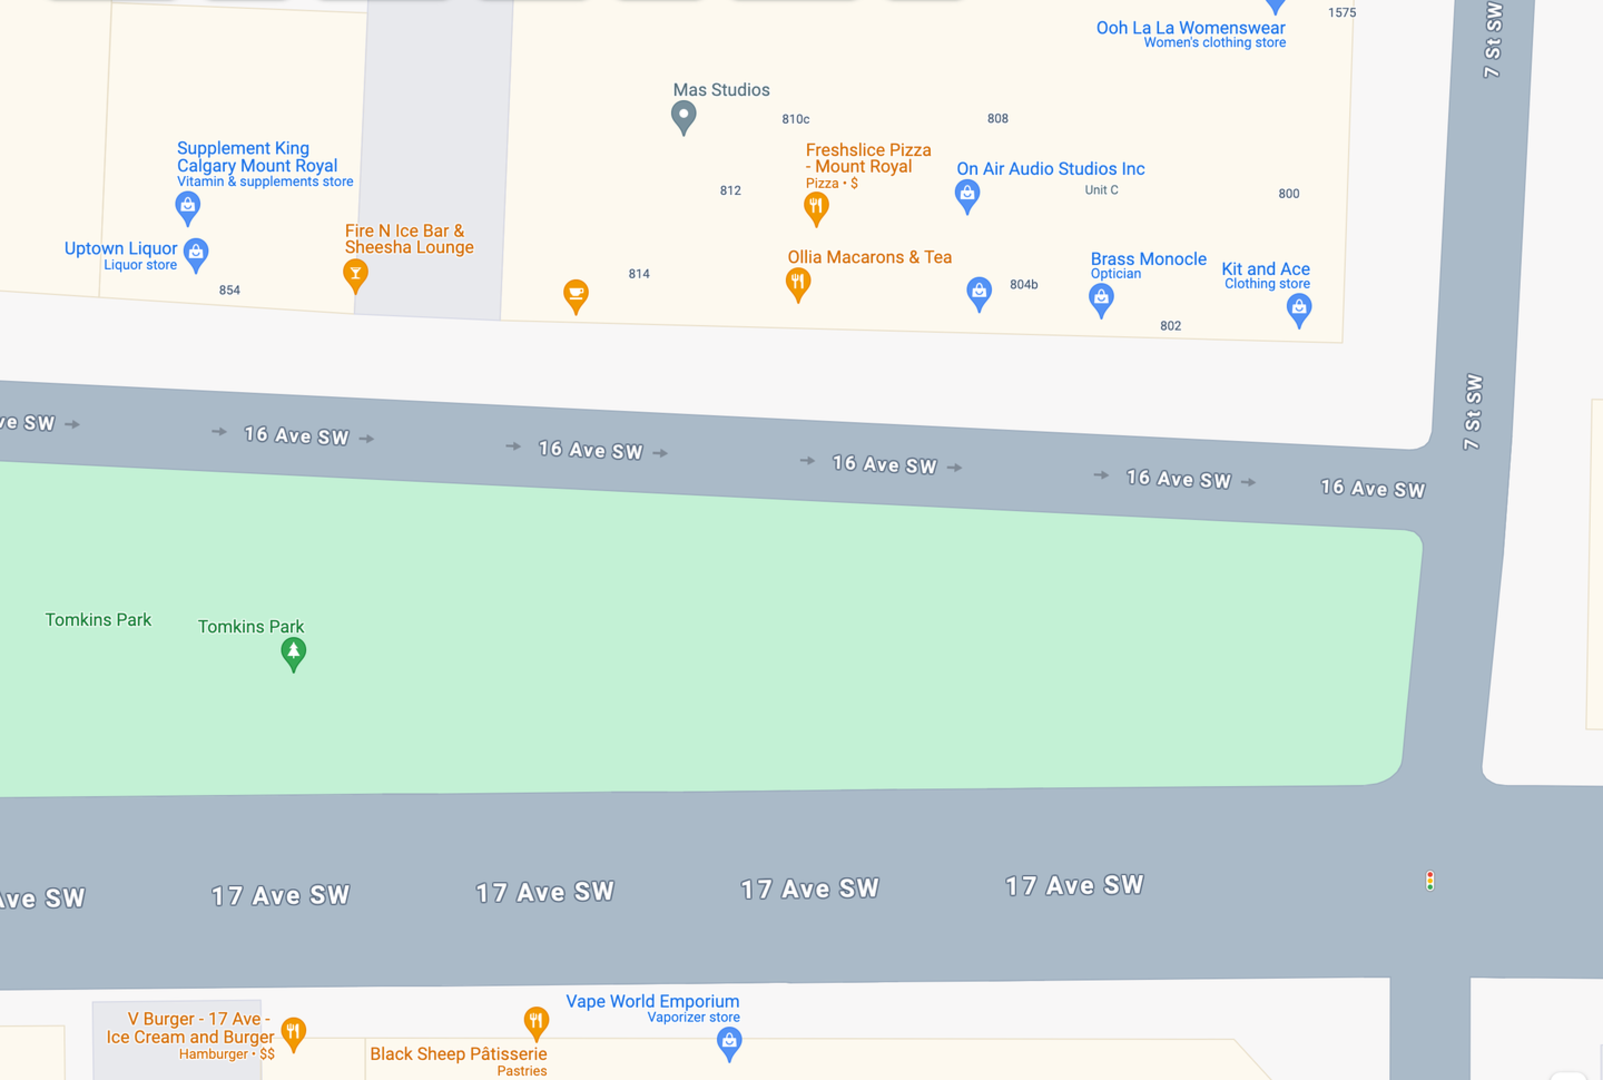 1575
Ooh La La Womenswear
Women's clothing store
7 St SW
Mas Studios
810c
808
Supplement King
Calgary Mount Royal
Vitamin & supplements store
Freshslice Pizza
- Mount Royal
Pizza • $
On Air Audio Studios Inc
Unit C
812
800
Uptown Liquor
Liquor store
Fire N Ice Bar &
Sheesha Lounge
Ollia Macarons & Tea
Brass Monocle
Optician
Kit and Ace
Clothing store
854
814
804b
802
ve SW
16 Ave SW
16 Ave SW
16 Ave SW
16 Ave SW
16 Ave SW
7 St SW
Tomkins Park
Tomkins Park
Ave SW
17 Ave SW
17 Ave SW
17 Ave SW
17 Ave SW
V Burger - 17 Ave -
Ice Cream and Burger
Hamburger • $$
Black Sheep Pâtisserie
Pastries
Vape World Emporium
Vaporizer store